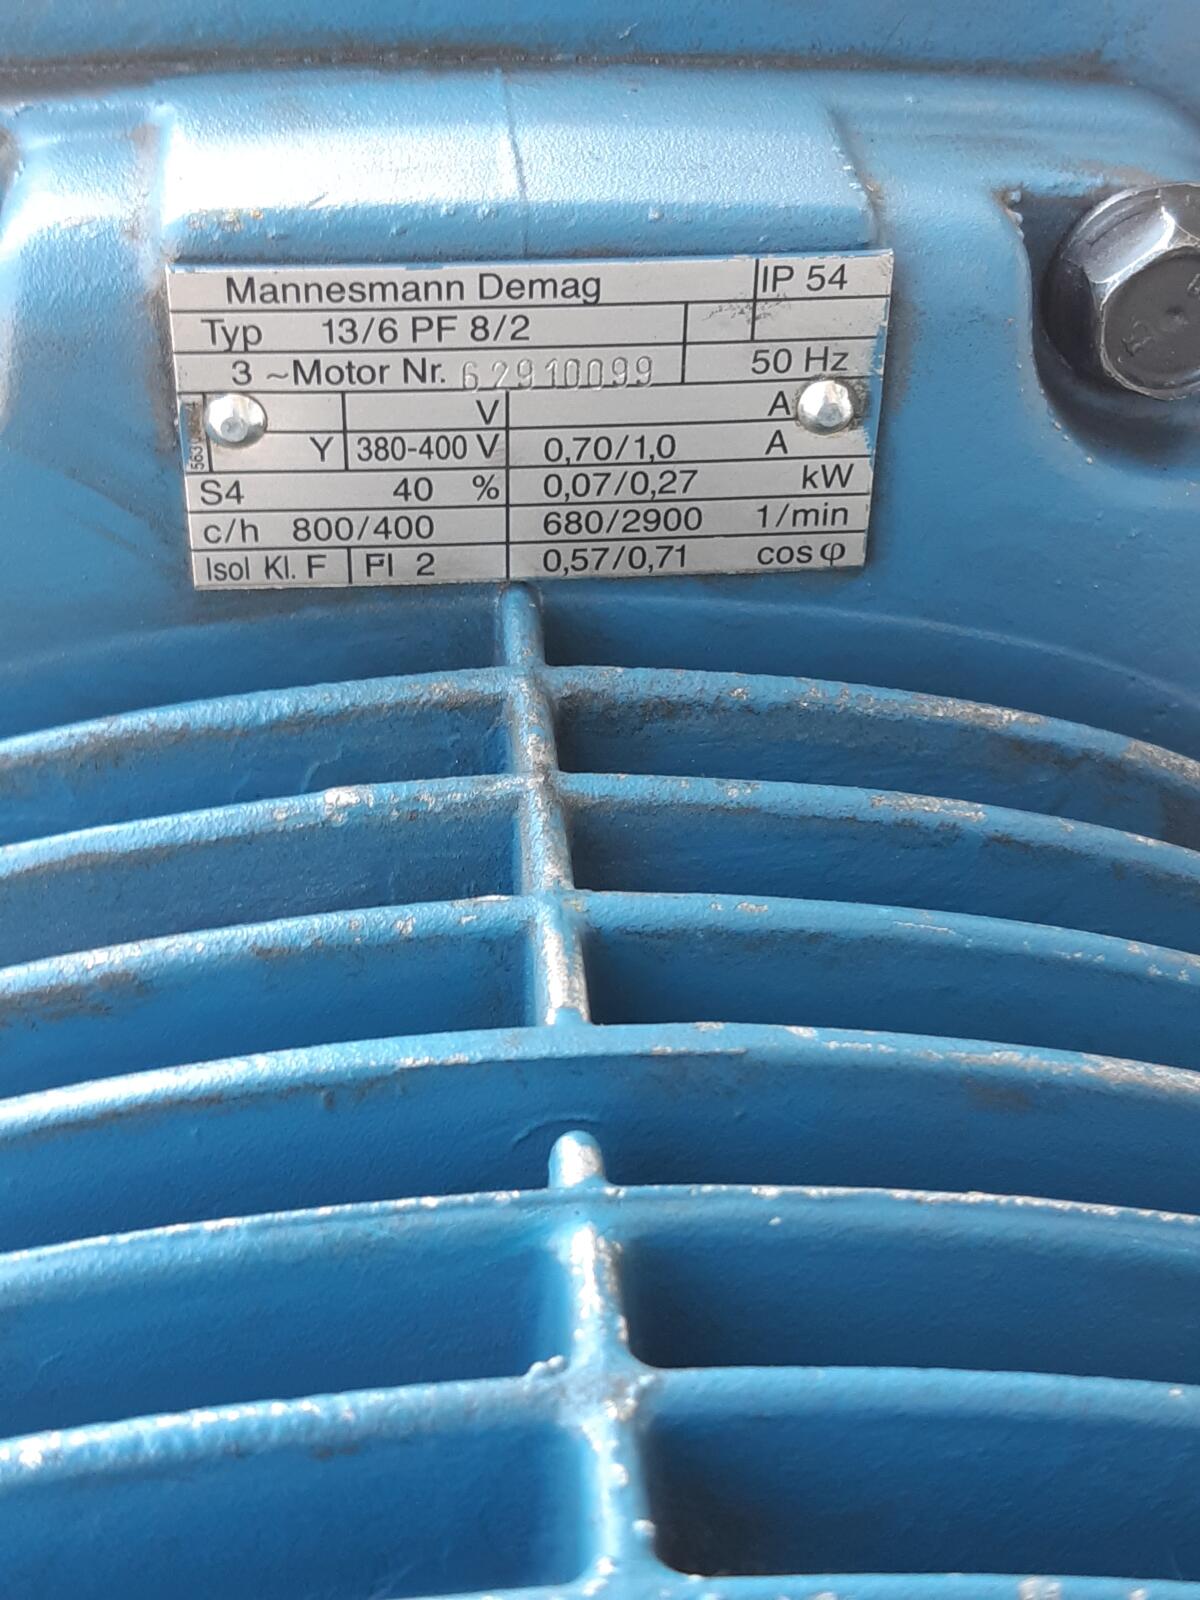 Mannesmann Demag IP 54
Typ 13/6 PF 8/2
3 ~Motor Nr. 62910099 50 Hz
V A
Y 380-400 V 0,70/1,0 A
S4 40 % 0,07/0,27 kW
c/h 800/400 680/2900 1/min
Isol Kl. F FI 2 0,57/0,71 cos φ